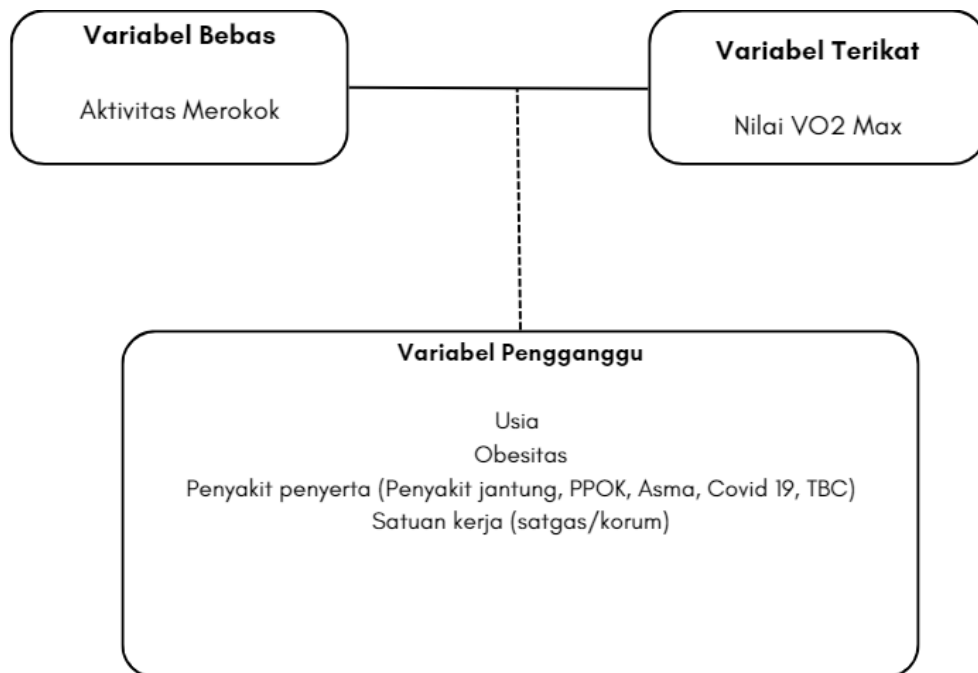 Variabel Bebas
Aktivitas Merokok
Variabel Terikat
Nilai VO2 Max
Variabel Pengganggu
Usia
Obesitas
Penyakit penyerta (Penyakit jantung, PPOK, Asma, Covid 19, TBC)
Satuan kerja (satgas/korum)